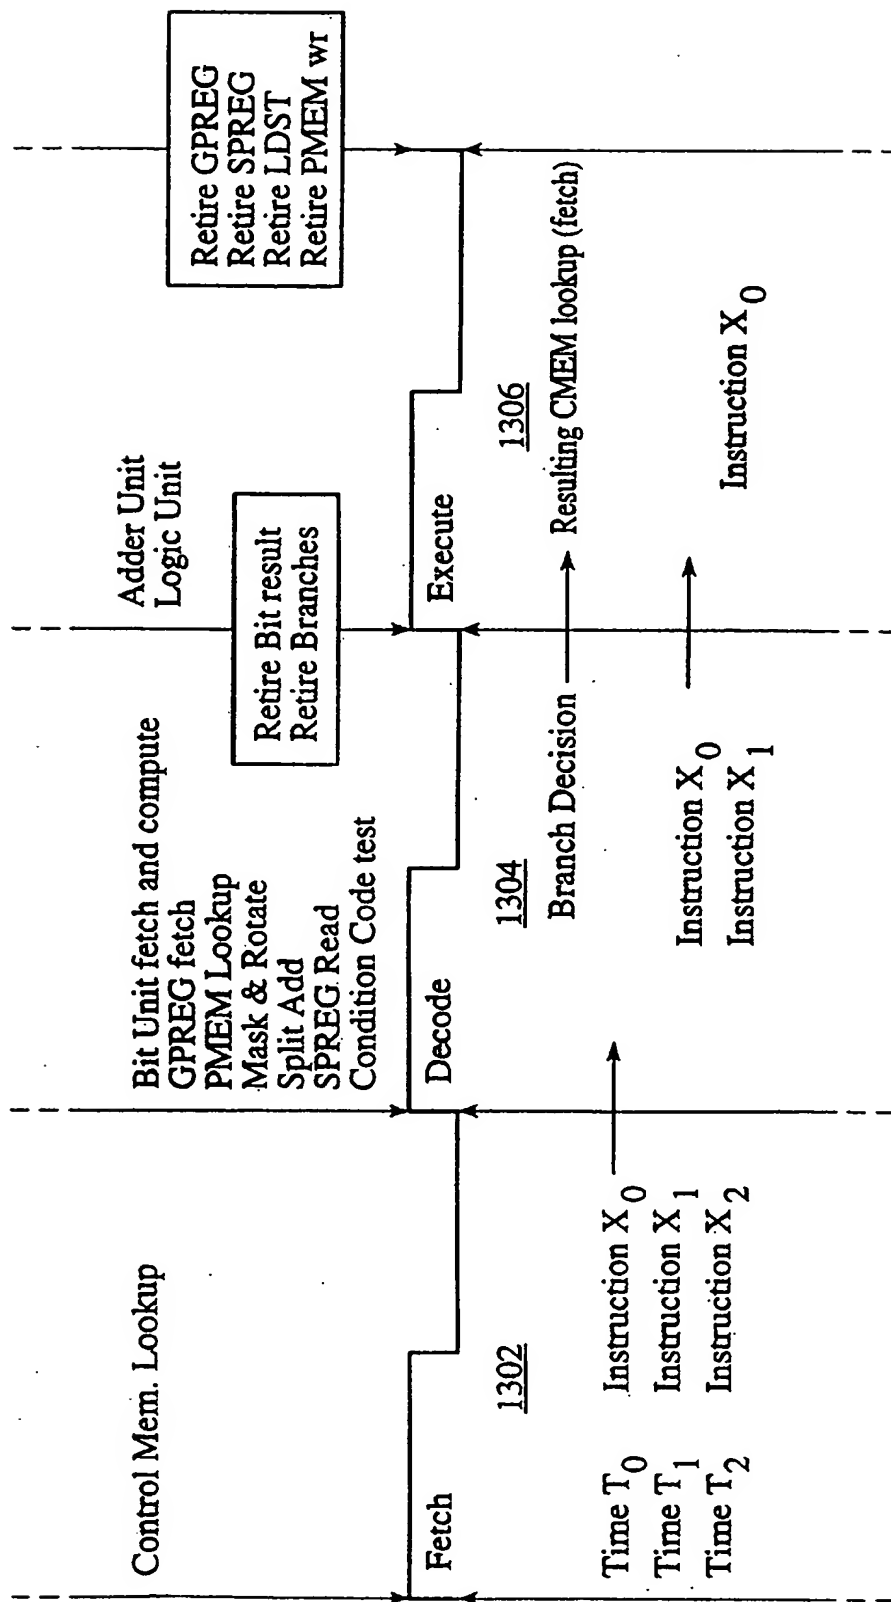 Control Mem. Lookup
Fetch
1302
Time T0 Instruction X0
Time T1 Instruction X1
Time T2 Instruction X2
Bit Unit fetch and compute
GPREG fetch
PMEM Lookup
Mask & Rotate
Split Add
SPREG Read
Condition Code test
Decode
1304
Branch Decision
Instruction X0
Instruction X1
Retire Bit result
Retire Branches
Adder Unit
Logic Unit
Execute
1306
Resulting CMEM lookup (fetch)
Instruction X0
Retire GPREG
Retire SPREG
Retire LDST
Retire PMEM wr